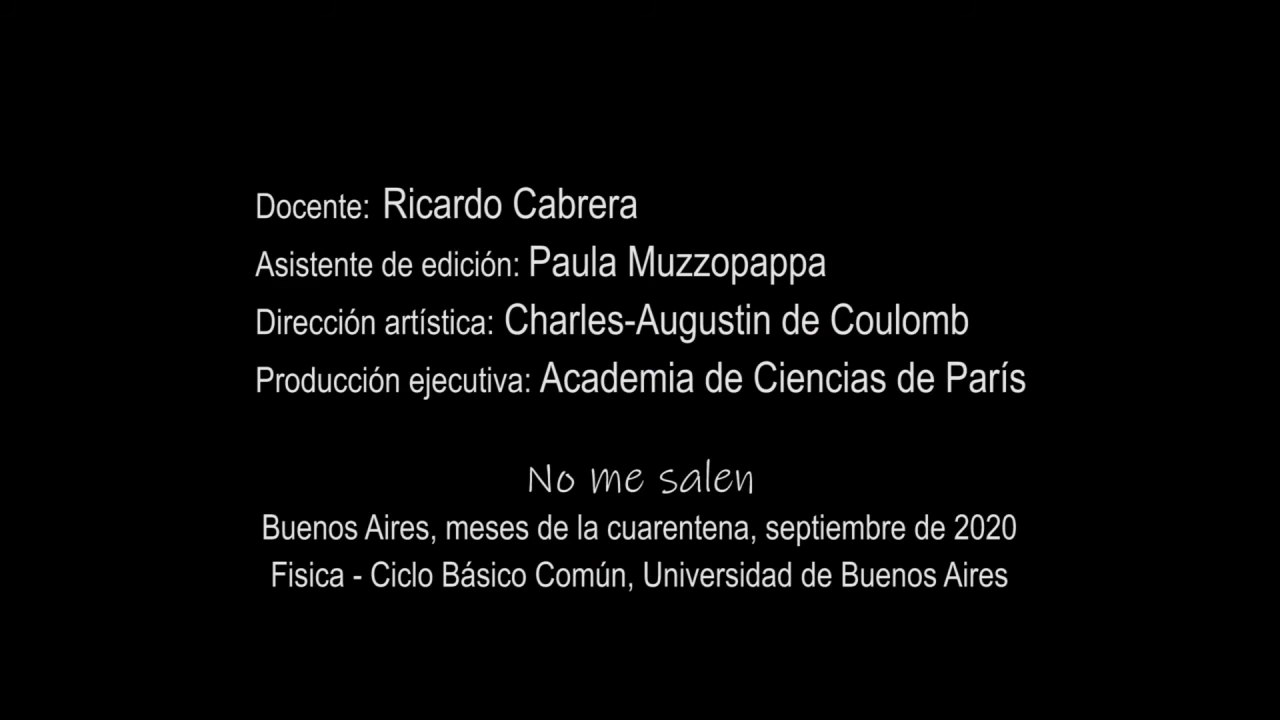 Docente: Ricardo Cabrera
Asistente de edición: Paula Muzzopappa
Dirección artística: Charles-Augustin de Coulomb
Producción ejecutiva: Academia de Ciencias de París
No me salen
Buenos Aires, meses de la cuarentena, septiembre de 2020
Fisica - Ciclo Básico Común, Universidad de Buenos Aires